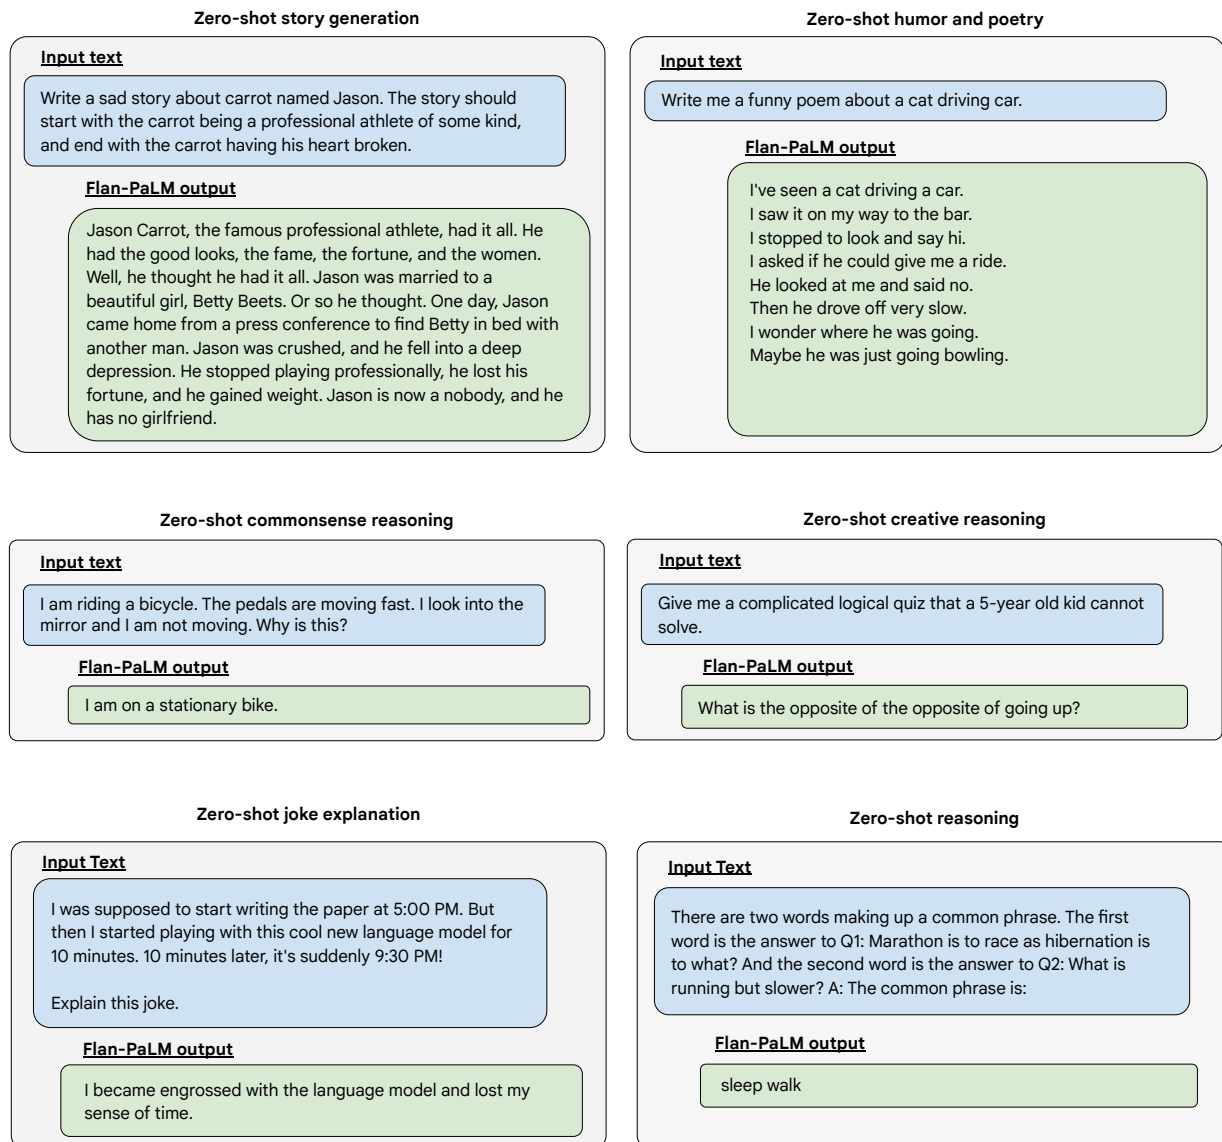 Zero-shot story generation
Input text
Write a sad story about carrot named Jason. The story should
start with the carrot being a professional athlete of some kind,
and end with the carrot having his heart broken.
Flan-PaLM output
Jason Carrot, the famous professional athlete, had it all. He
had the good looks, the fame, the fortune, and the women.
Well, he thought he had it all. Jason was married to a
beautiful girl, Betty Beets. Or so he thought. One day, Jason
came home from a press conference to find Betty in bed with
another man. Jason was crushed, and he fell into a deep
depression. He stopped playing professionally, he lost his
fortune, and he gained weight. Jason is now a nobody, and he
has no girlfriend.
Zero-shot humor and poetry
Input text
Write me a funny poem about a cat driving car.
Flan-PaLM output
I've seen a cat driving a car.
I saw it on my way to the bar.
I stopped to look and say hi.
I asked if he could give me a ride.
He looked at me and said no.
Then he drove off very slow.
I wonder where he was going.
Maybe he was just going bowling.
Zero-shot commonsense reasoning
Input text
I am riding a bicycle. The pedals are moving fast. I look into the
mirror and I am not moving. Why is this?
Flan-PaLM output
I am on a stationary bike.
Zero-shot creative reasoning
Input text
Give me a complicated logical quiz that a 5-year old kid cannot
solve.
Flan-PaLM output
What is the opposite of the opposite of going up?
Zero-shot joke explanation
Input Text
I was supposed to start writing the paper at 5:00 PM. But
then I started playing with this cool new language model for
10 minutes. 10 minutes later, it's suddenly 9:30 PM!
Explain this joke.
Flan-PaLM output
I became engrossed with the language model and lost my
sense of time.
Zero-shot reasoning
Input Text
There are two words making up a common phrase. The first
word is the answer to Q1: Marathon is to race as hibernation is
to what? And the second word is the answer to Q2: What is
running but slower? A: The common phrase is:
Flan-PaLM output
sleep walk